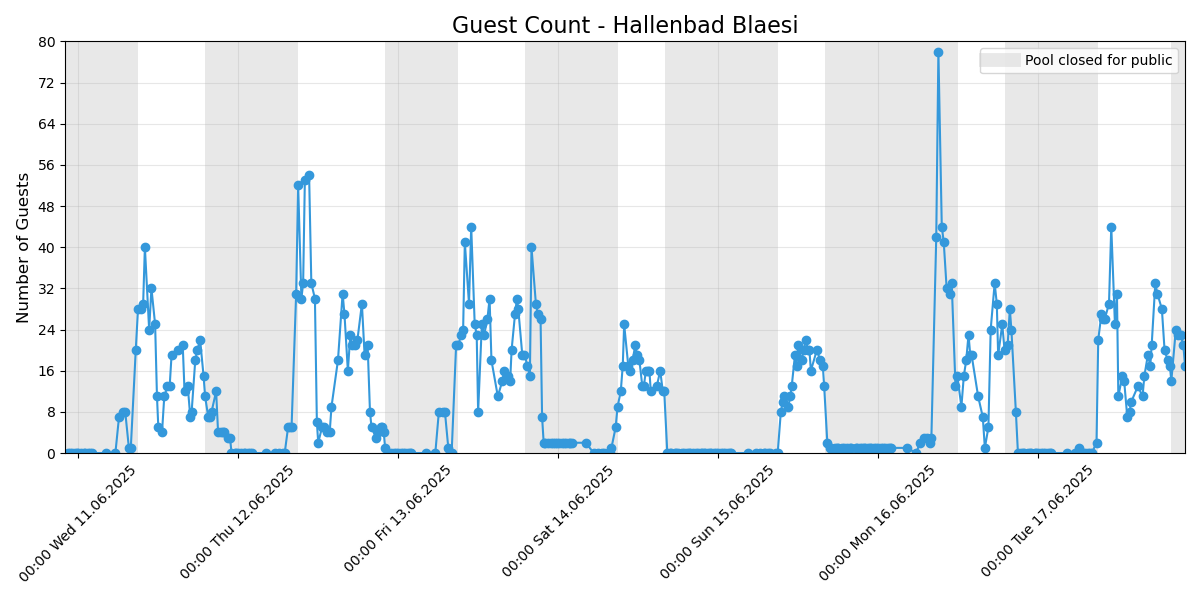 Guest Count - Hallenbad Blaesi
Pool closed for public
Number of Guests
80
72
64
56
48
40
32
24
16
8
0
00:00 Wed 11.06.2025
00:00 Thu 12.06.2025
00:00 Fri 13.06.2025
00:00 Sat 14.06.2025
00:00 Sun 15.06.2025
00:00 Mon 16.06.2025
00:00 Tue 17.06.2025